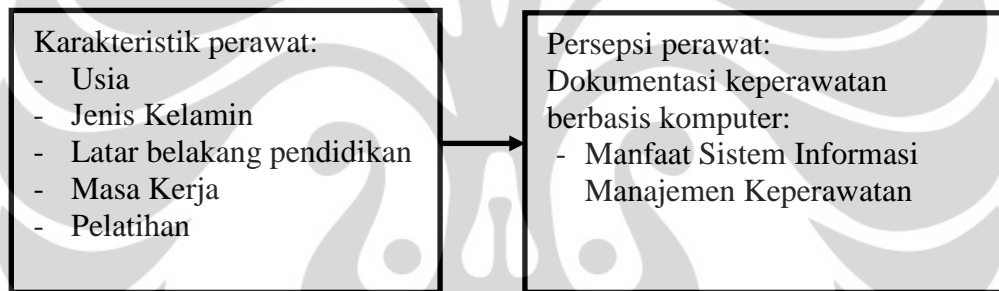 Karakteristik perawat:
- Usia
- Jenis Kelamin
- Latar belakang pendidikan
- Masa Kerja
- Pelatihan
Persepsi perawat:
Dokumentasi keperawatan
berbasis komputer:
- Manfaat Sistem Informasi
Manajemen Keperawatan